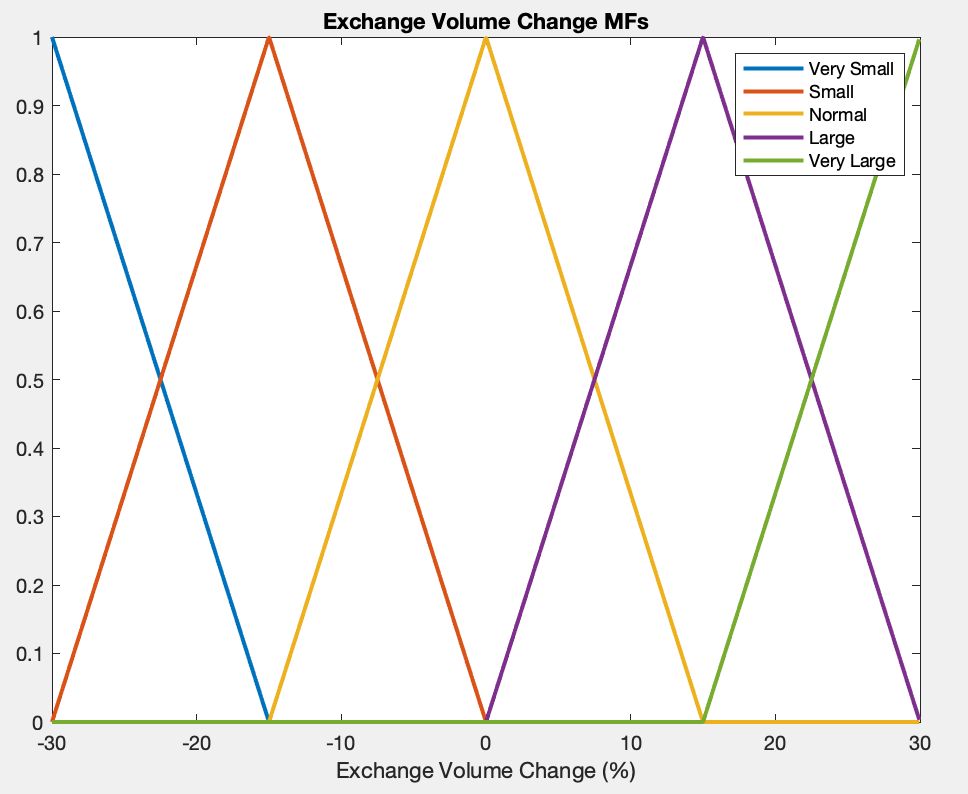 Exchange Volume Change MFs
1
0.9
0.8
0.7
0.6
0.5
0.4
0.3
0.2
0.1
0
Very Small
Small
Normal
Large
Very Large
-30 -20 -10 0 10 20 30
Exchange Volume Change (%)